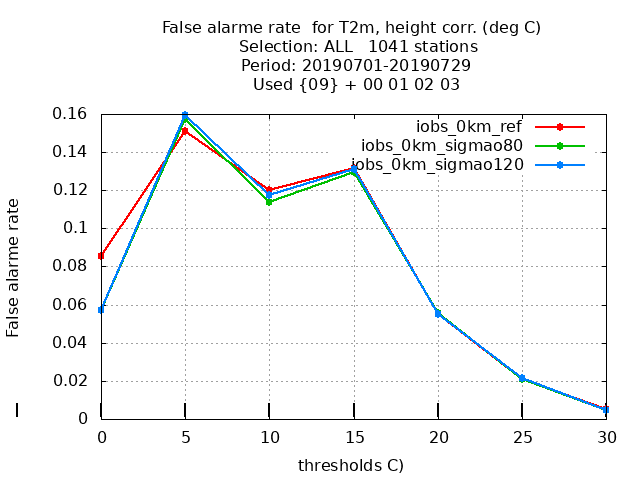 False alarme rate  for T2m, height corr. (deg C)
Selection: ALL   1041 stations
Period: 20190701-20190729
Used {09} + 00 01 02 03
0.16
0.14
0.12
0.1
0.08
0.06
0.04
0.02
0
False alarme rate
iobs_0km_ref
iobs_0km_sigmao80
iobs_0km_sigmao120
0 5 10 15 20 25 30
thresholds C)